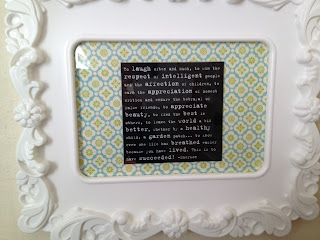 to laugh often and much, to win the
respect of intelligent people
and the affection of children, to
earn the appreciation of honest
critics and endure the betrayal of
false friends, to appreciate
beauty, to find the best in
others, to leave the world a bit
better, whether by a healthy
child, a garden patch... to know
even one life has breathed easier
because you have lived. This is to
have succeeded! -emerson